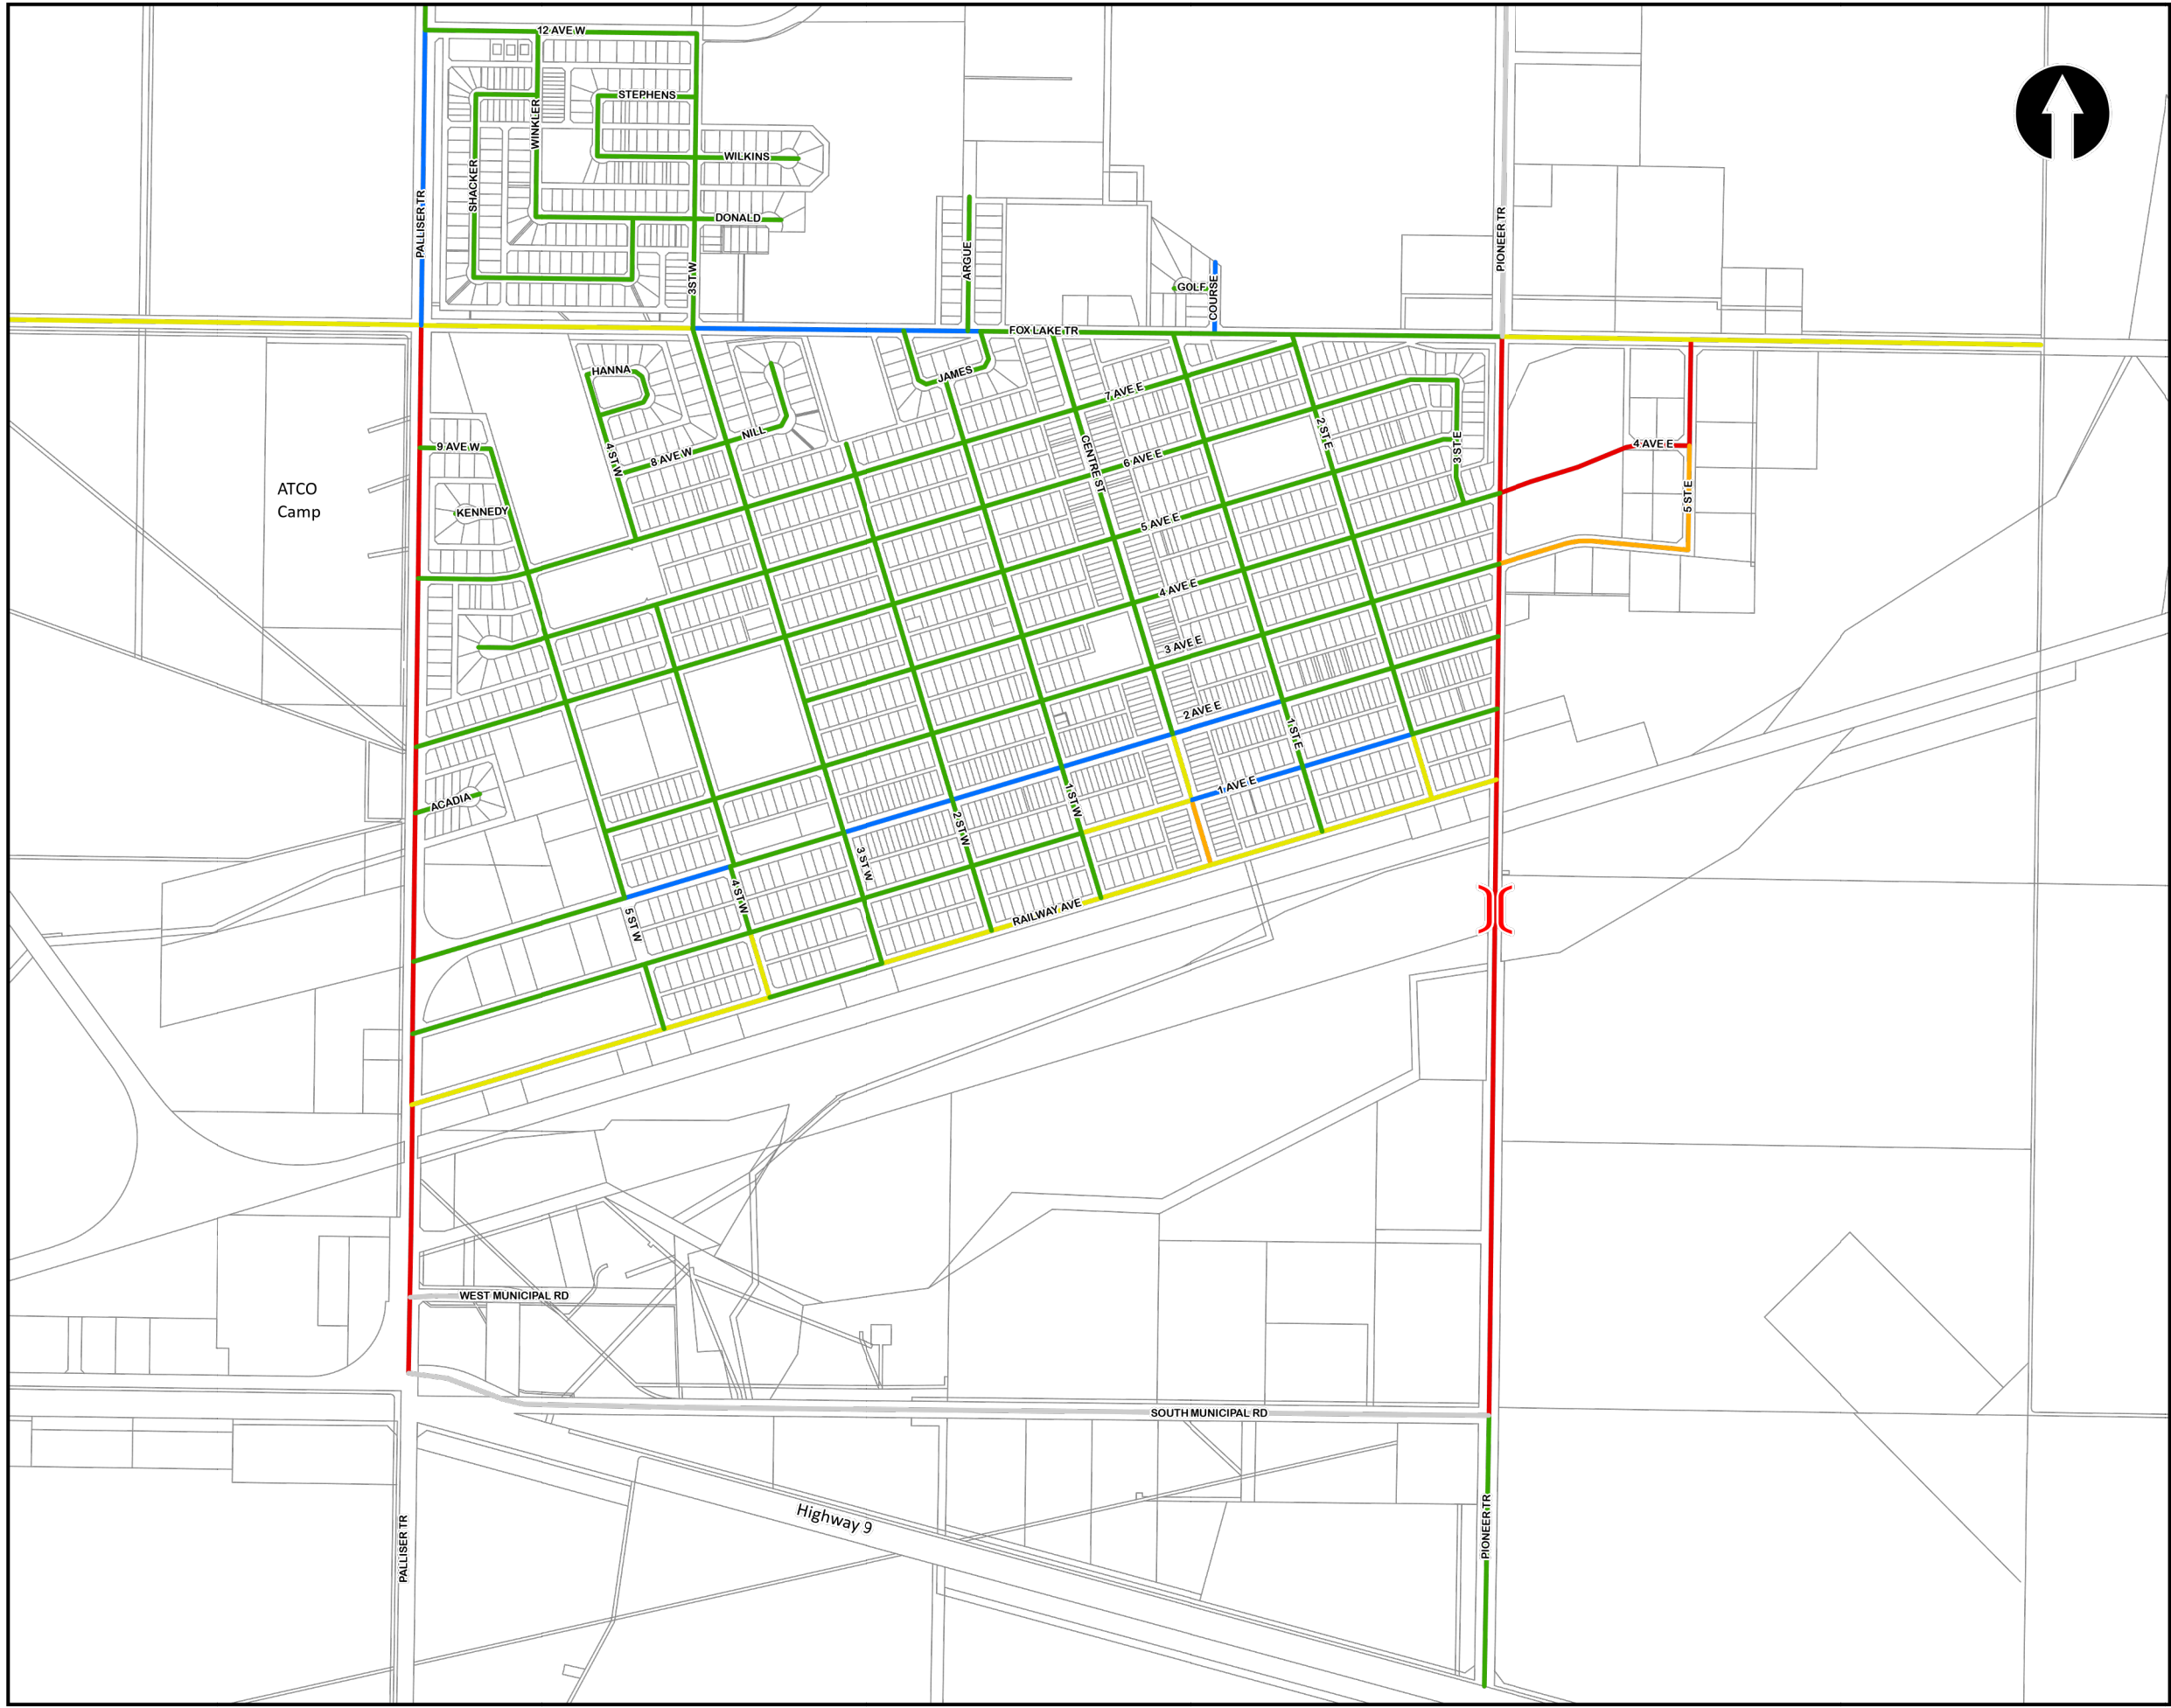 12 AVE W
STEPHENS
WINKLER
WILKINS
SHACKER
PALLISER TR
DONALD
PIONEER TR
ARGUE
3ST W
GOLF
COURSE
FOX LAKE TR
HANNA
JAMES
7 AVE E
NILL
2 ST E
9 AVE W
4 ST W
8 AVE W
CENTRE ST
6 AVE E
3 ST E
4 AVE E
ATCO
Camp
KENNEDY
5 AVE E
5 ST E
4 AVE E
3 AVE E
2 AVE E
1 ST E
ACADIA
1 ST W
1 AVE E
2 ST W
3 ST W
4 ST W
5 ST W
RAILWAY AVE
WEST MUNICIPAL RD
SOUTH MUNICIPAL RD
Highway 9
PALLISER TR
PIONEER TR